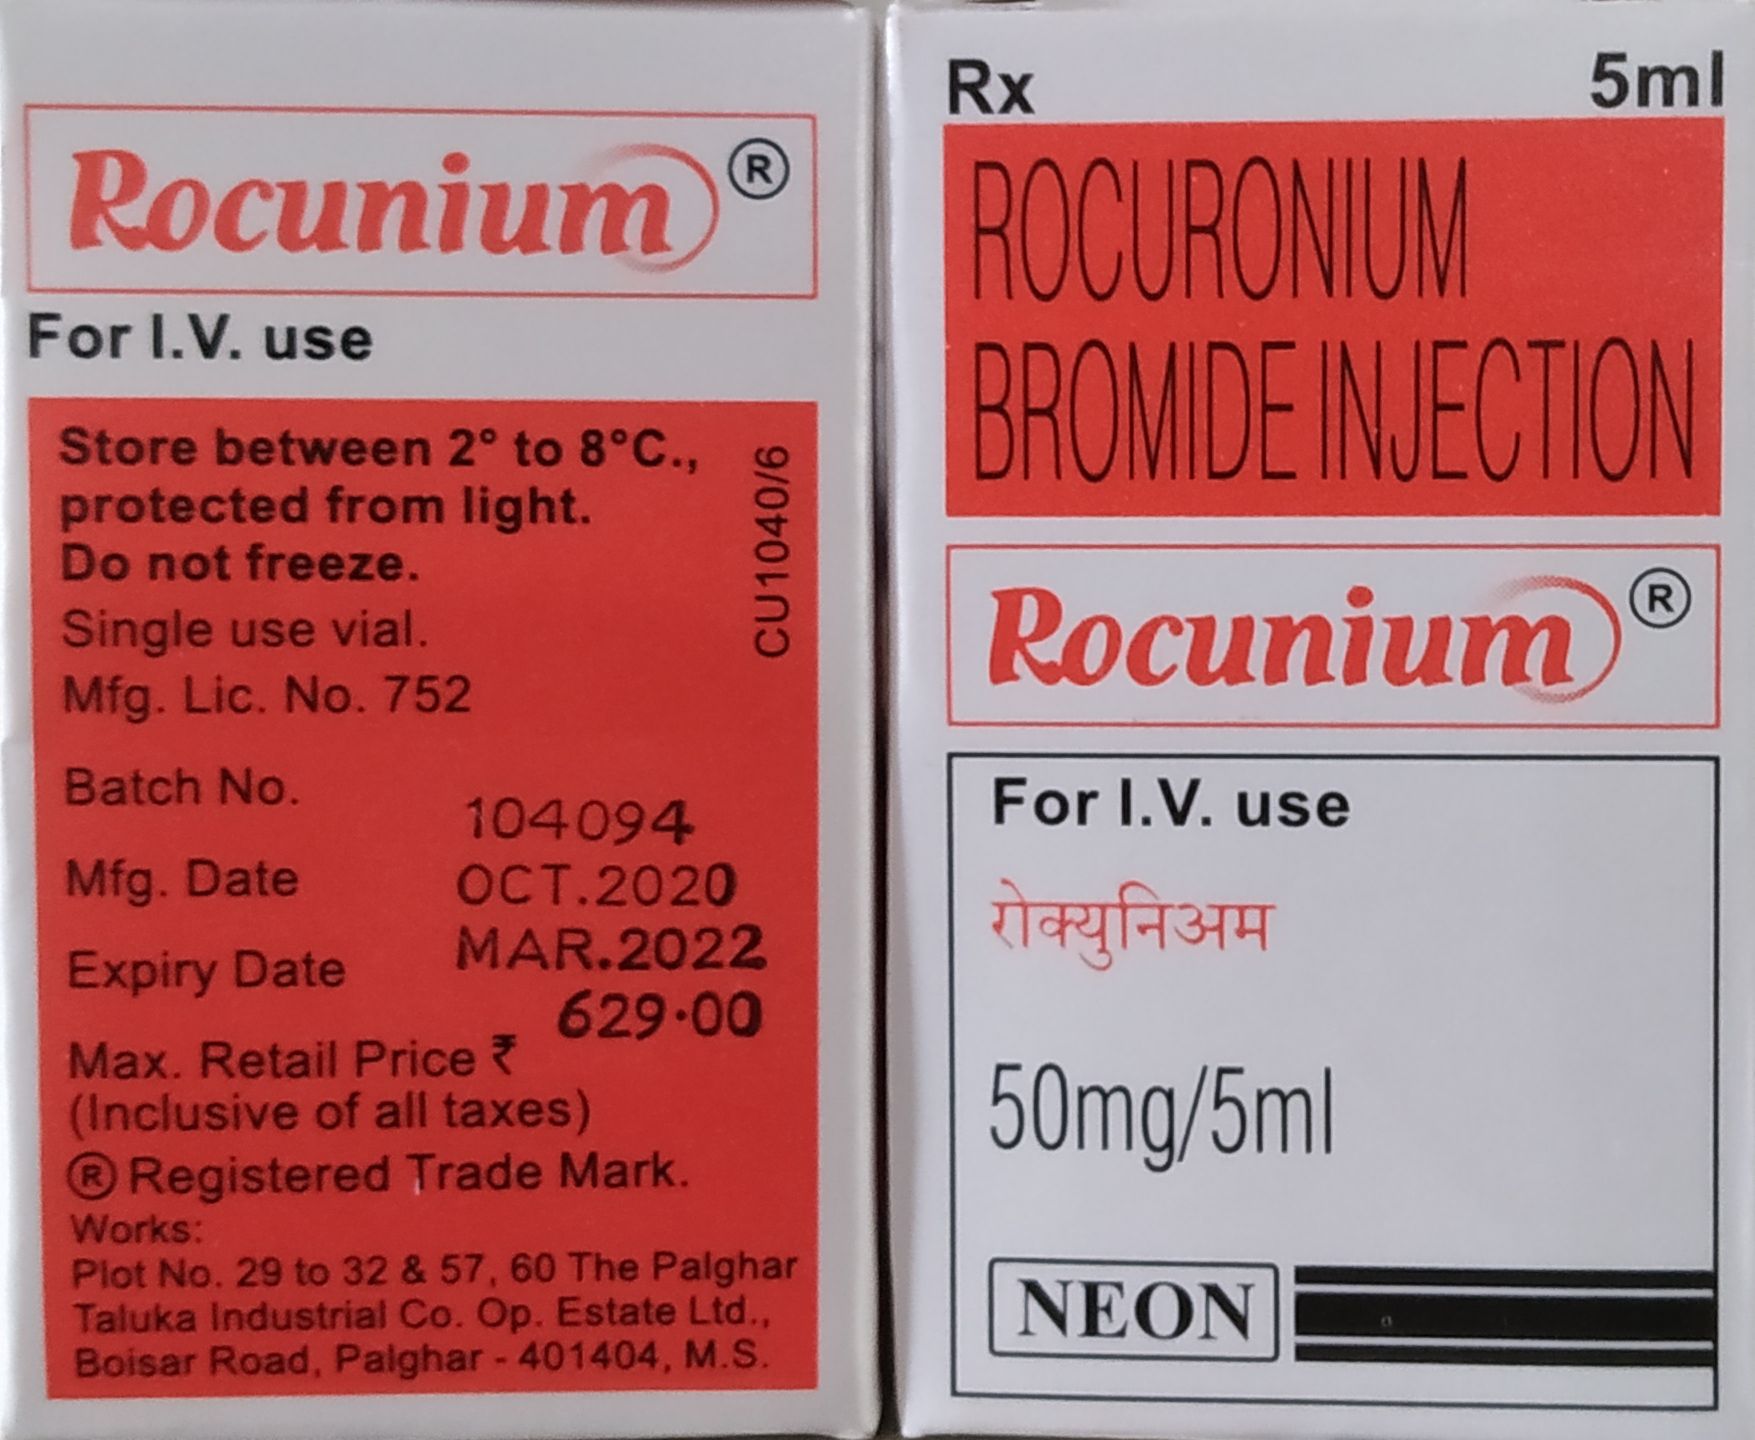 Rocunium®
For I.V. use
Store between 2° to 8°C.,
protected from light.
Do not freeze.
Single use vial.
Mfg. Lic. No. 752
CU1040/6
Batch No. 104094
Mfg. Date OCT.2020
Expiry Date MAR.2022
Max. Retail Price ₹ 629.00
(Inclusive of all taxes)
® Registered Trade Mark.
Works:
Plot No. 29 to 32 & 57, 60 The Palghar
Taluka Industrial Co. Op. Estate Ltd.,
Boisar Road, Palghar - 401404, M.S.
Rx 5ml
ROCURONIUM
BROMIDE INJECTION
Rocunium®
For I.V. use
रोक्युनिअम
50mg/5ml
NEON